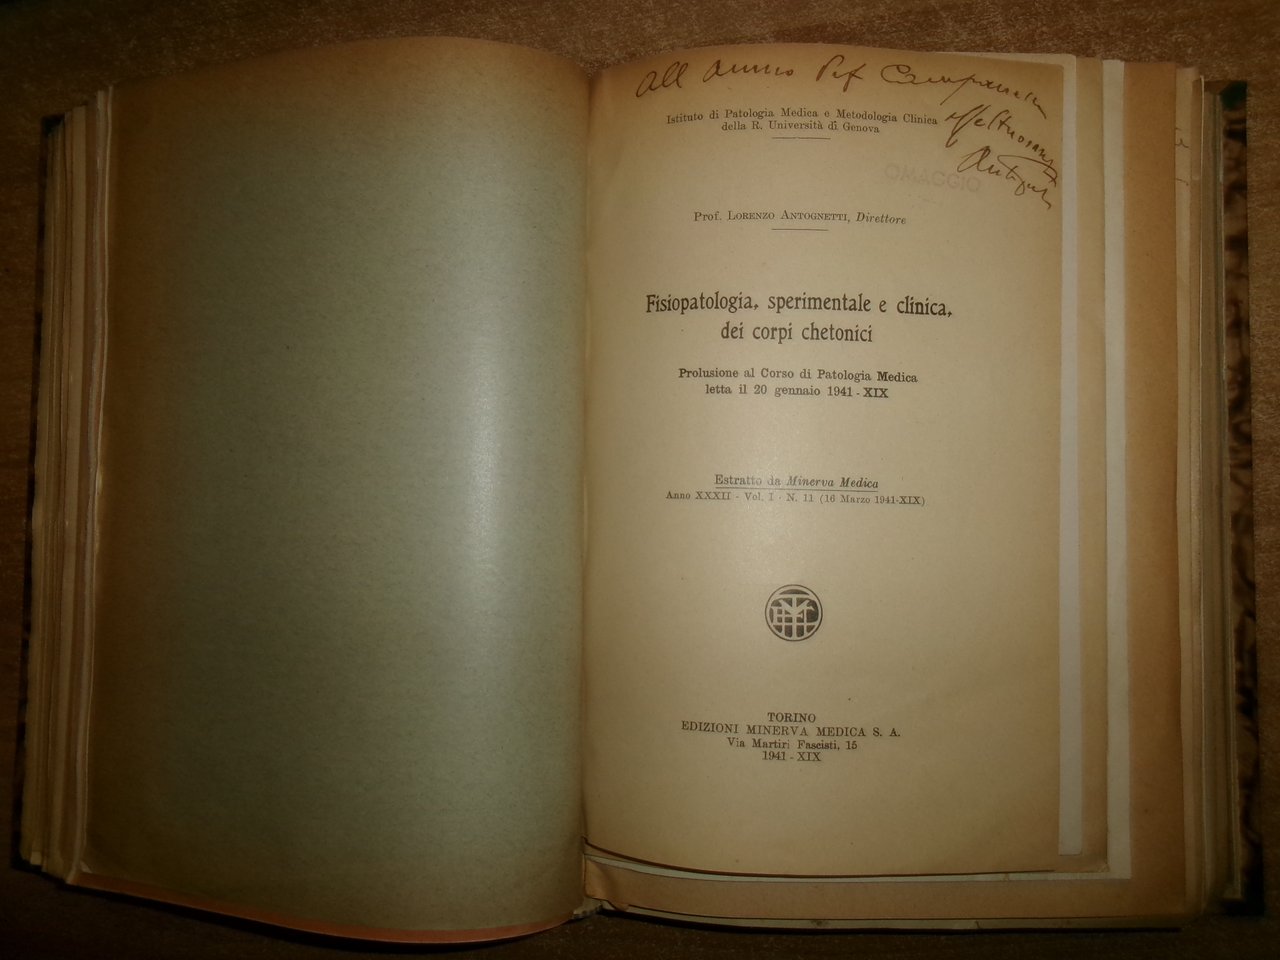 All Amico Prof Campanacci
Istituto di Patologia Medica e Metodologia Clinica
della R. Università di Genova
OMAGGIO
Prof. Lorenzo Antognetti, Direttore
Fisiopatologia, sperimentale e clinica,
dei corpi chetonici
Prolusione al Corso di Patologia Medica
letta il 20 gennaio 1941 - XIX
Estratto da Minerva Medica
Anno XXXII - Vol. I - N. 11 (16 Marzo 1941-XIX)
TORINO
EDIZIONI MINERVA MEDICA S. A.
Via Martiri Fascisti, 15
1941 - XIX